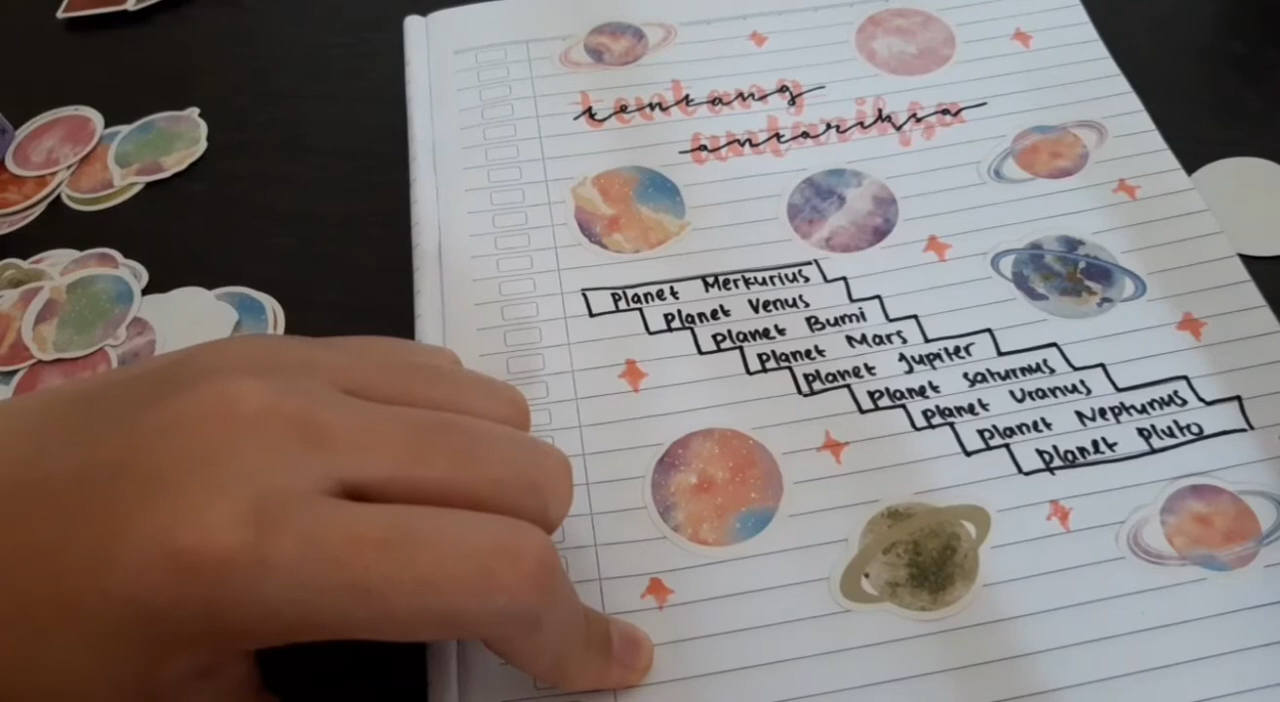 tentang
antariksa
Planet Merkurius
Planet Venus
Planet Bumi
Planet Mars
Planet Jupiter
Planet Saturnus
Planet Uranus
Planet Neptunus
Planet Pluto